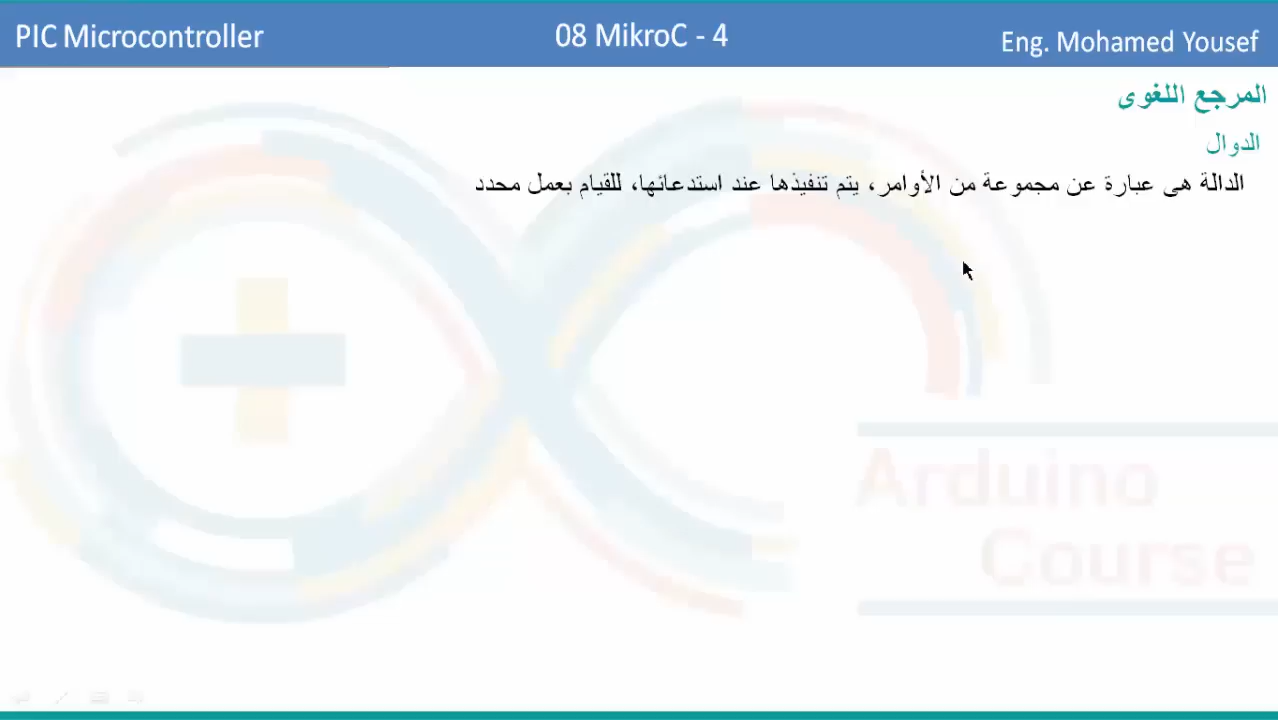 PIC Microcontroller
08 MikroC - 4
Eng. Mohamed Yousef
المرجع اللغوى
الدوال
الدالة هى عبارة عن مجموعة من الأوامر، يتم تنفيذها عند استدعائها، للقيام بعمل محدد
Arduino
Course